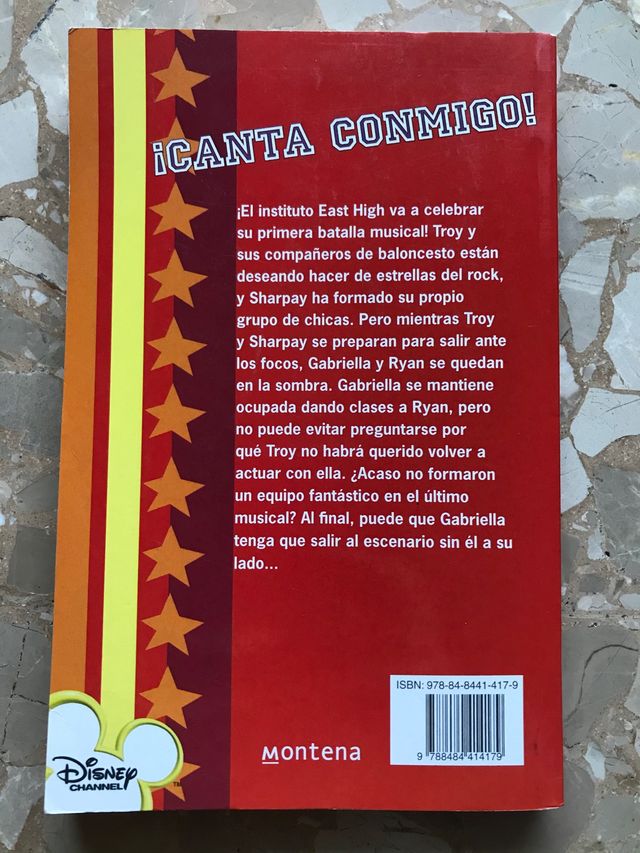 ¡CANTA CONMIGO!
¡El instituto East High va a celebrar
su primera batalla musical! Troy y
sus compañeros de baloncesto están
deseando hacer de estrellas del rock,
y Sharpay ha formado su propio
grupo de chicas. Pero mientras Troy
y Sharpay se preparan para salir ante
los focos, Gabriella y Ryan se quedan
en la sombra. Gabriella se mantiene
ocupada dando clases a Ryan, pero
no puede evitar preguntarse por
qué Troy no habrá querido volver a
actuar con ella. ¿Acaso no formaron
un equipo fantástico en el último
musical? Al final, puede que Gabriella
tenga que salir al escenario sin él a su
lado...
ISBN: 978-84-8441-417-9
9 788484 414179
Montena
Disney
CHANNEL
TM